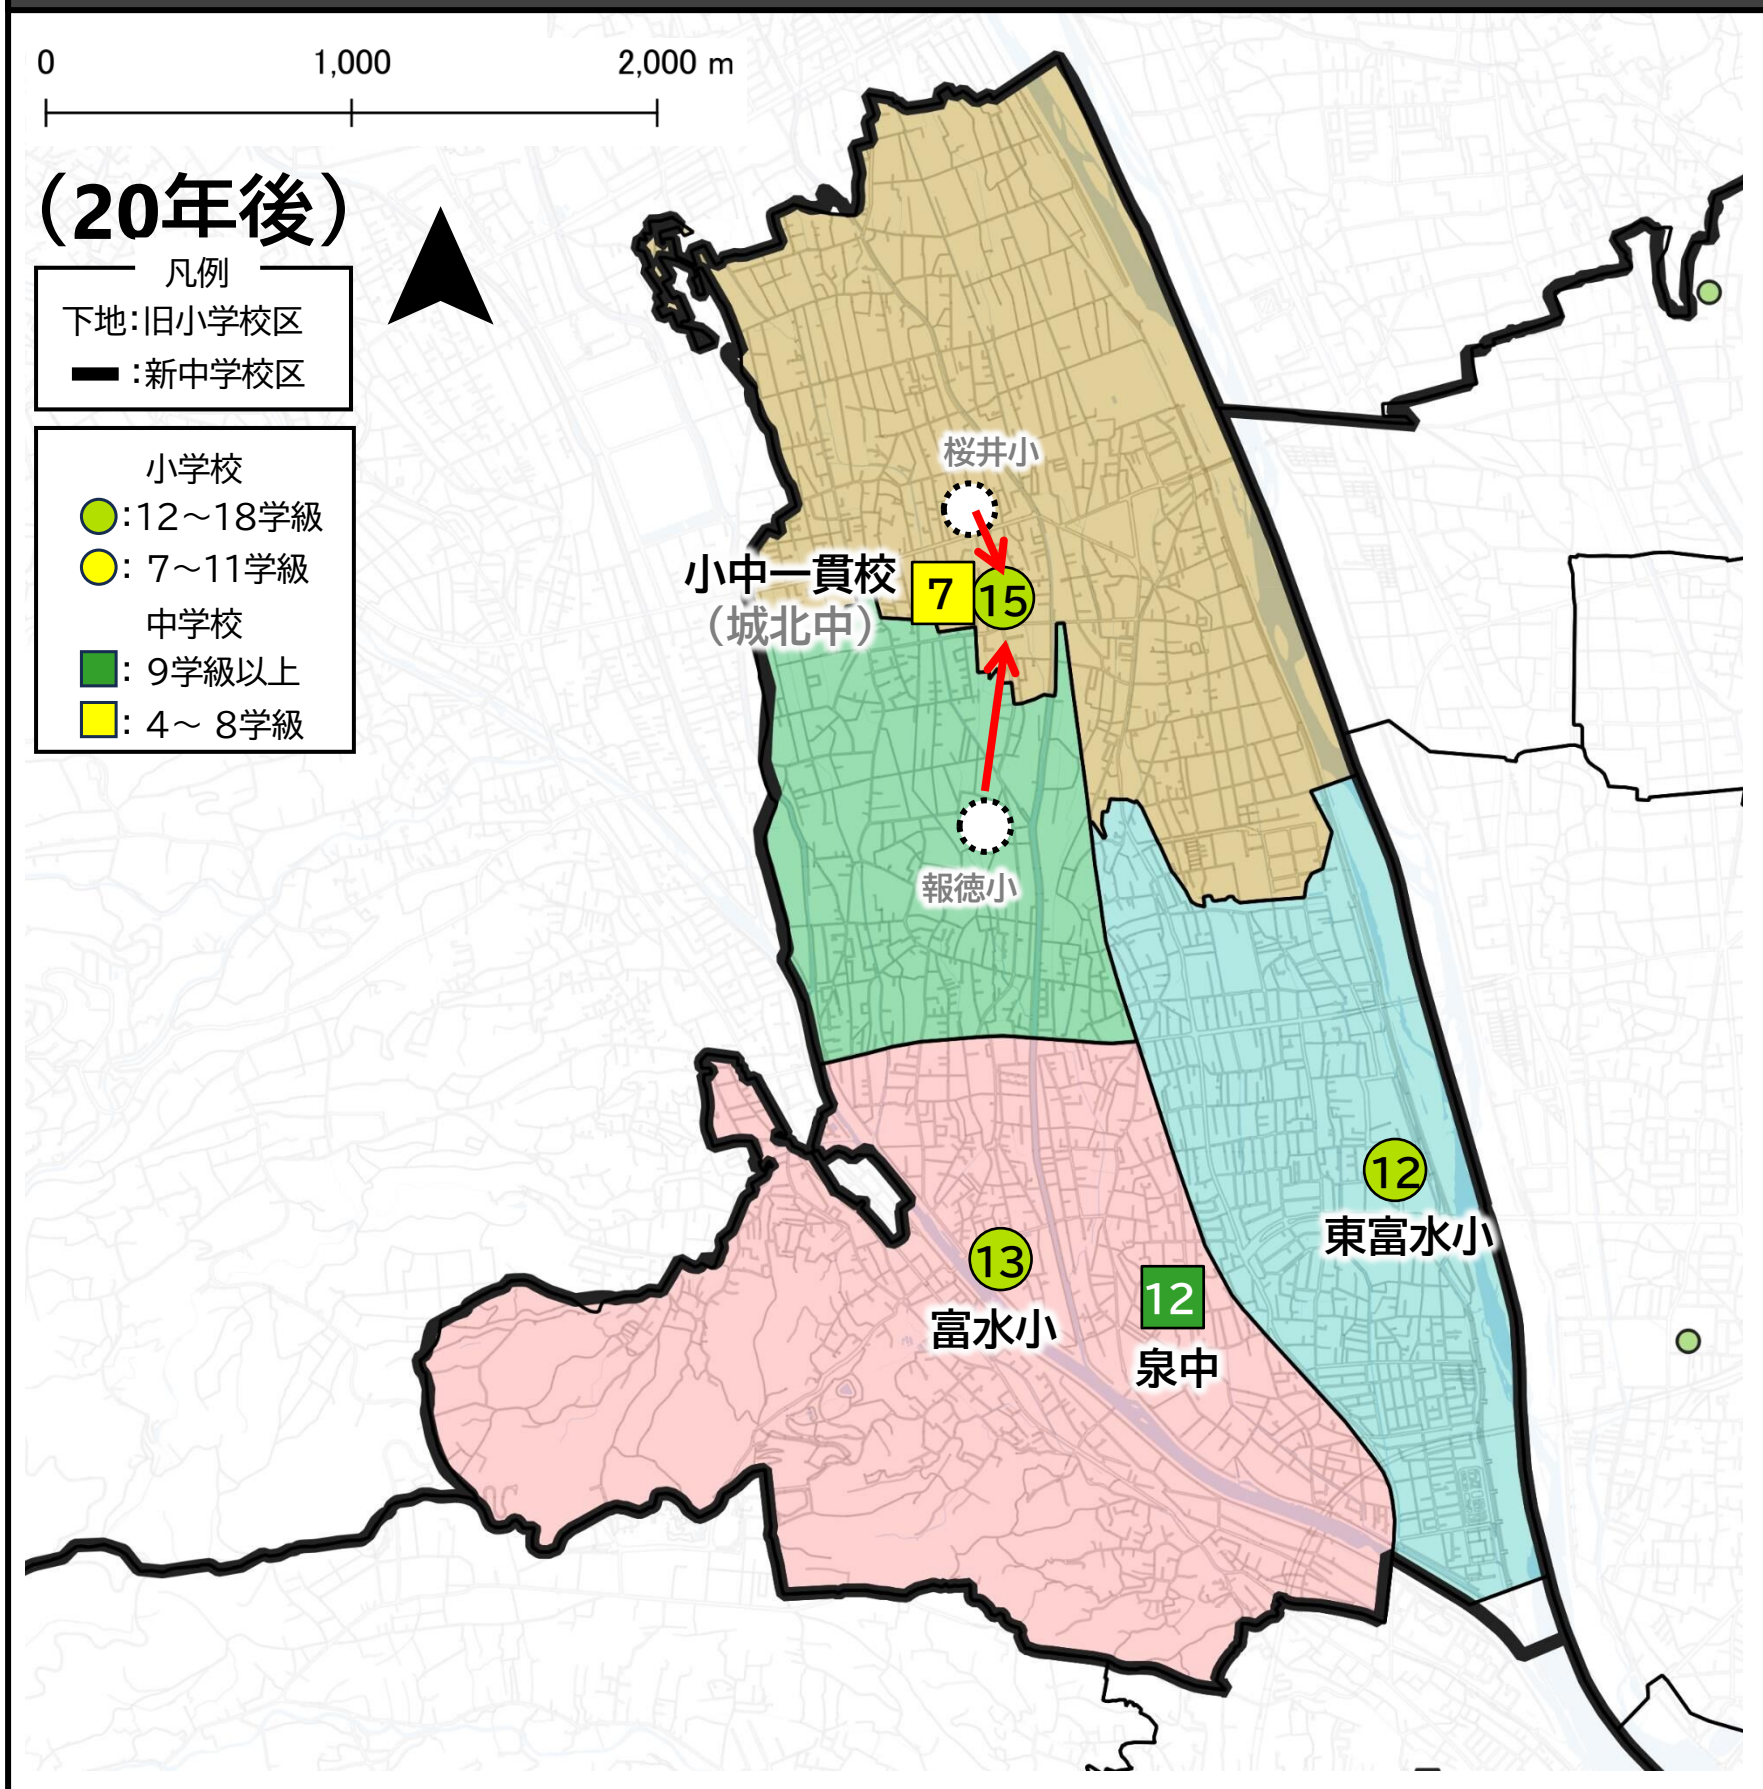 0 1,000 2,000 m
（20年後）
凡例
下地：旧小学校区
：新中学校区
小学校
：12～18学級
： 7～11学級
中学校
： 9学級以上
： 4～ 8学級
桜井小
小中一貫校
（城北中）
7
15
報徳小
12
東富水小
13
富水小
12
泉中